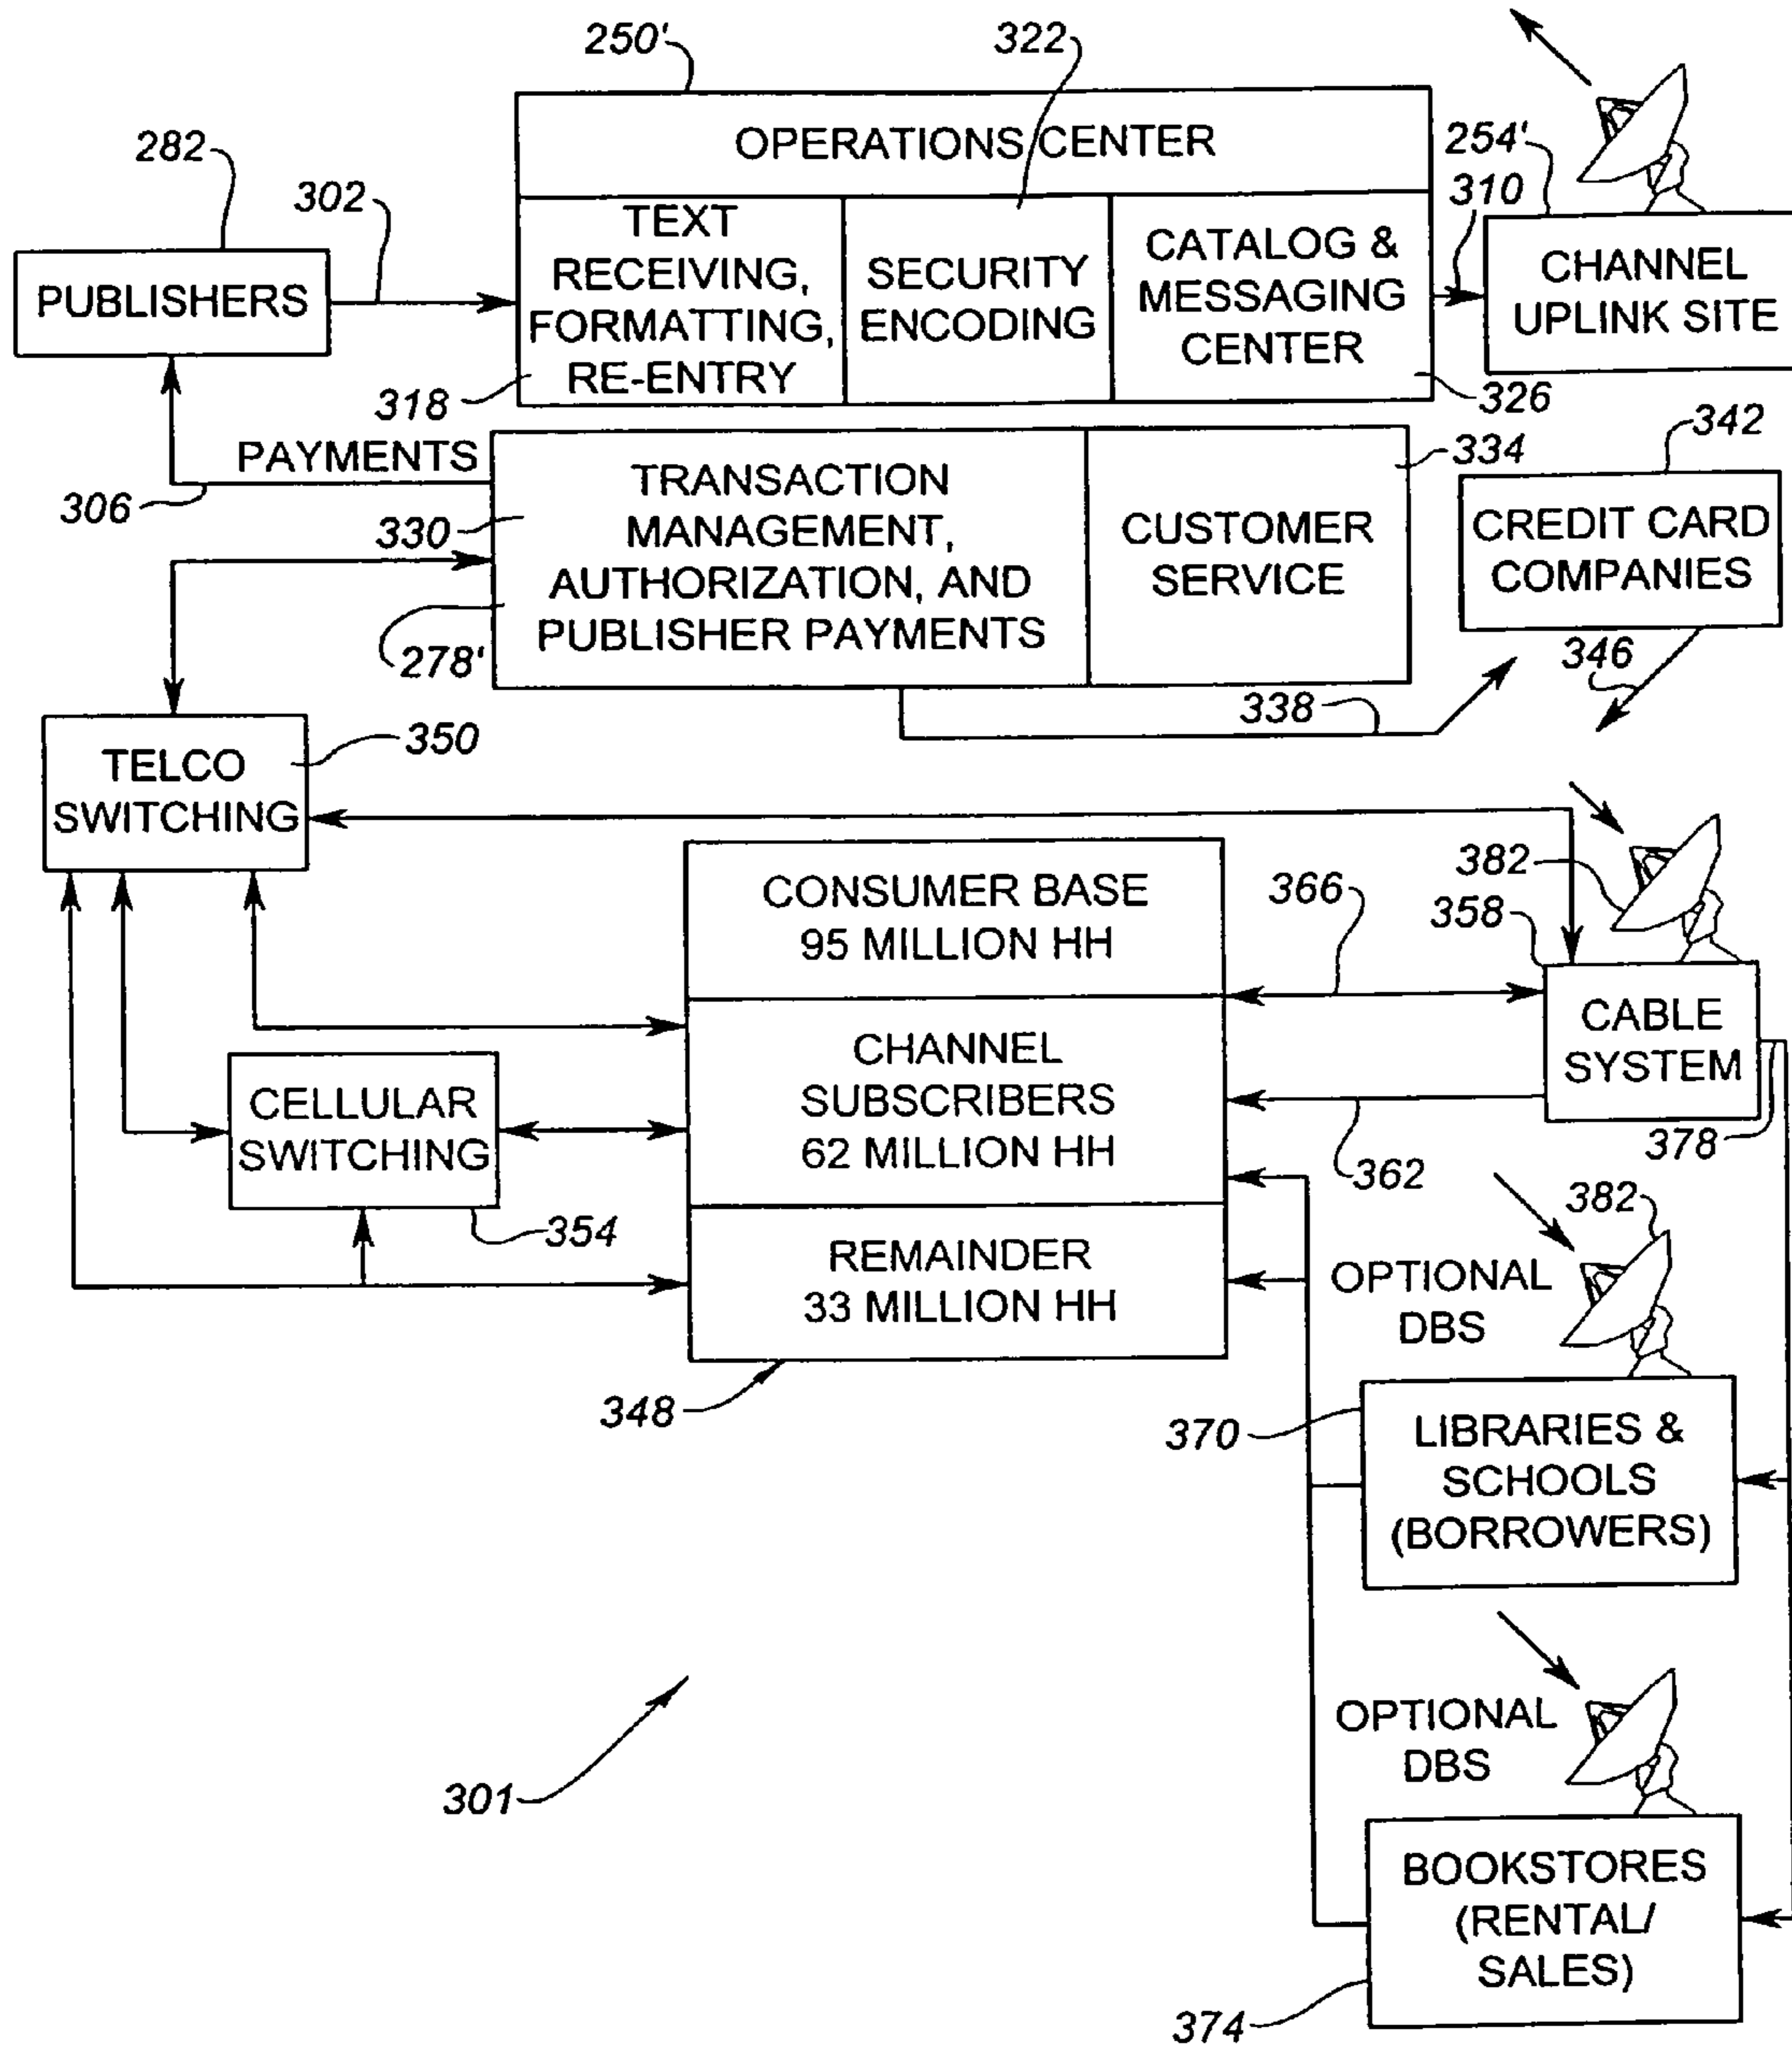 250'
322
OPERATIONS CENTER
282
302
254'
310
PUBLISHERS
TEXT
RECEIVING,
FORMATTING,
RE-ENTRY
SECURITY
ENCODING
CATALOG &
MESSAGING
CENTER
CHANNEL
UPLINK SITE
318
326
PAYMENTS
306
330
TRANSACTION
MANAGEMENT,
AUTHORIZATION, AND
PUBLISHER PAYMENTS
278'
CUSTOMER
SERVICE
334
342
CREDIT CARD
COMPANIES
346
338
TELCO
SWITCHING
350
CONSUMER BASE
95 MILLION HH
366
382
358
CHANNEL
SUBSCRIBERS
62 MILLION HH
CABLE
SYSTEM
378
362
CELLULAR
SWITCHING
354
REMAINDER
33 MILLION HH
348
382
OPTIONAL
DBS
370
LIBRARIES &
SCHOOLS
(BORROWERS)
OPTIONAL
DBS
301
BOOKSTORES
(RENTAL/
SALES)
374